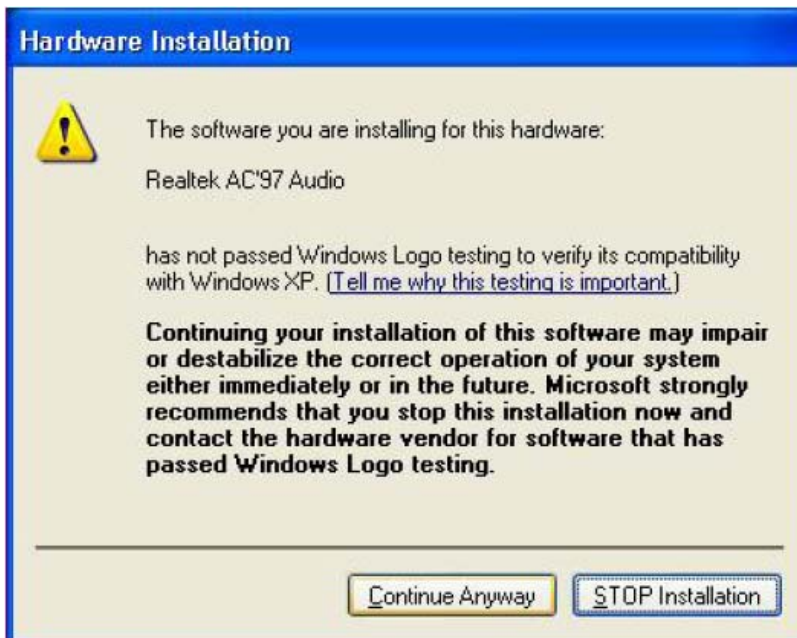 Hardware Installation
The software you are installing for this hardware:
Realtek AC'97 Audio
has not passed Windows Logo testing to verify its compatibility
with Windows XP. (Tell me why this testing is important.)
Continuing your installation of this software may impair
or destabilize the correct operation of your system
either immediately or in the future. Microsoft strongly
recommends that you stop this installation now and
contact the hardware vendor for software that has
passed Windows Logo testing.
Continue Anyway
STOP Installation